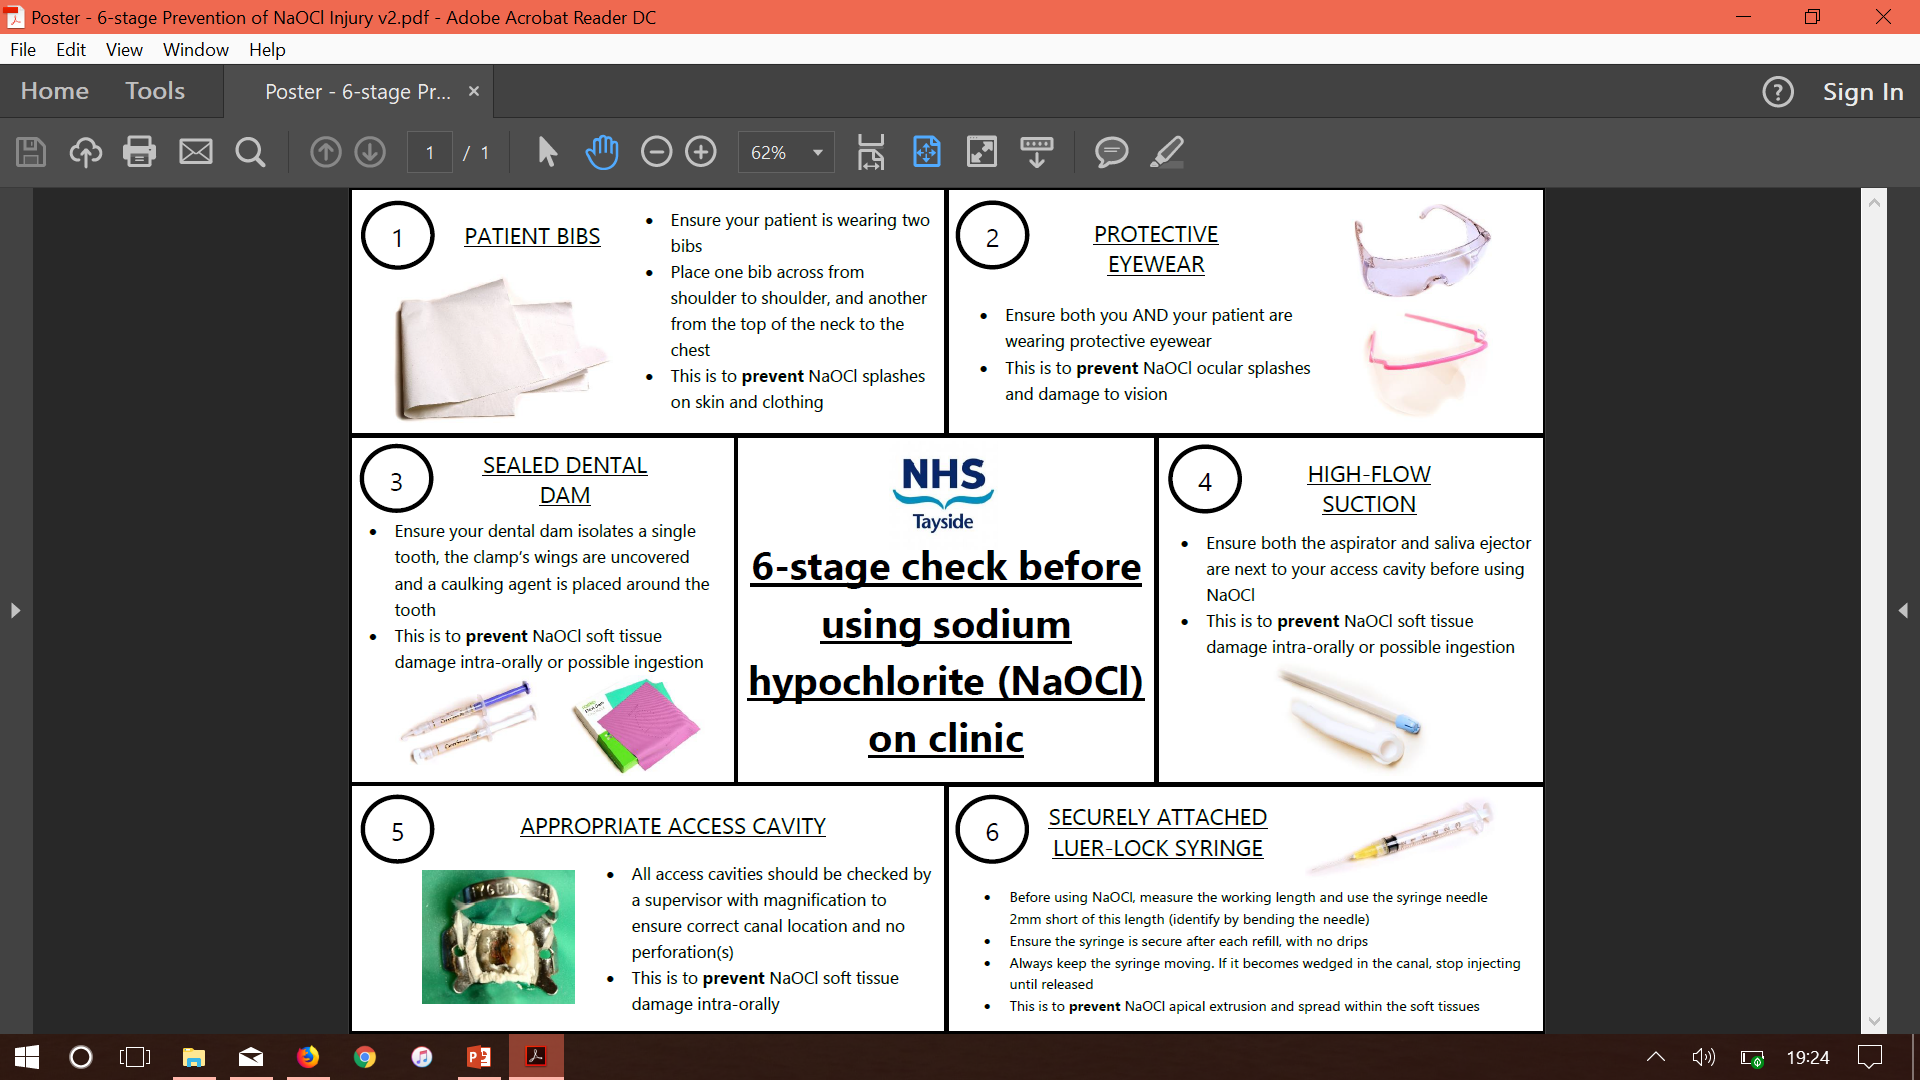 Poster - 6-stage Prevention of NaOCl Injury v2.pdf - Adobe Acrobat Reader DC
File Edit View Window Help
Home Tools Poster - 6-stage Pr... × ? Sign In
1 / 1 62%
1
PATIENT BIBS
• Ensure your patient is wearing two
bibs
• Place one bib across from
shoulder to shoulder, and another
from the top of the neck to the
chest
• This is to prevent NaOCl splashes
on skin and clothing
2
PROTECTIVE
EYEWEAR
• Ensure both you AND your patient are
wearing protective eyewear
• This is to prevent NaOCl ocular splashes
and damage to vision
3
SEALED DENTAL
DAM
• Ensure your dental dam isolates a single
tooth, the clamp's wings are uncovered
and a caulking agent is placed around the
tooth
• This is to prevent NaOCl soft tissue
damage intra-orally or possible ingestion
NHS
Tayside
6-stage check before
using sodium
hypochlorite (NaOCl)
on clinic
4
HIGH-FLOW
SUCTION
• Ensure both the aspirator and saliva ejector
are next to your access cavity before using
NaOCl
• This is to prevent NaOCl soft tissue
damage intra-orally or possible ingestion
5
APPROPRIATE ACCESS CAVITY
• All access cavities should be checked by
a supervisor with magnification to
ensure correct canal location and no
perforation(s)
• This is to prevent NaOCl soft tissue
damage intra-orally
6
SECURELY ATTACHED
LUER-LOCK SYRINGE
• Before using NaOCl, measure the working length and use the syringe needle
2mm short of this length (identify by bending the needle)
• Ensure the syringe is secure after each refill, with no drips
• Always keep the syringe moving. If it becomes wedged in the canal, stop injecting
until released
• This is to prevent NaOCl apical extrusion and spread within the soft tissues
19:24